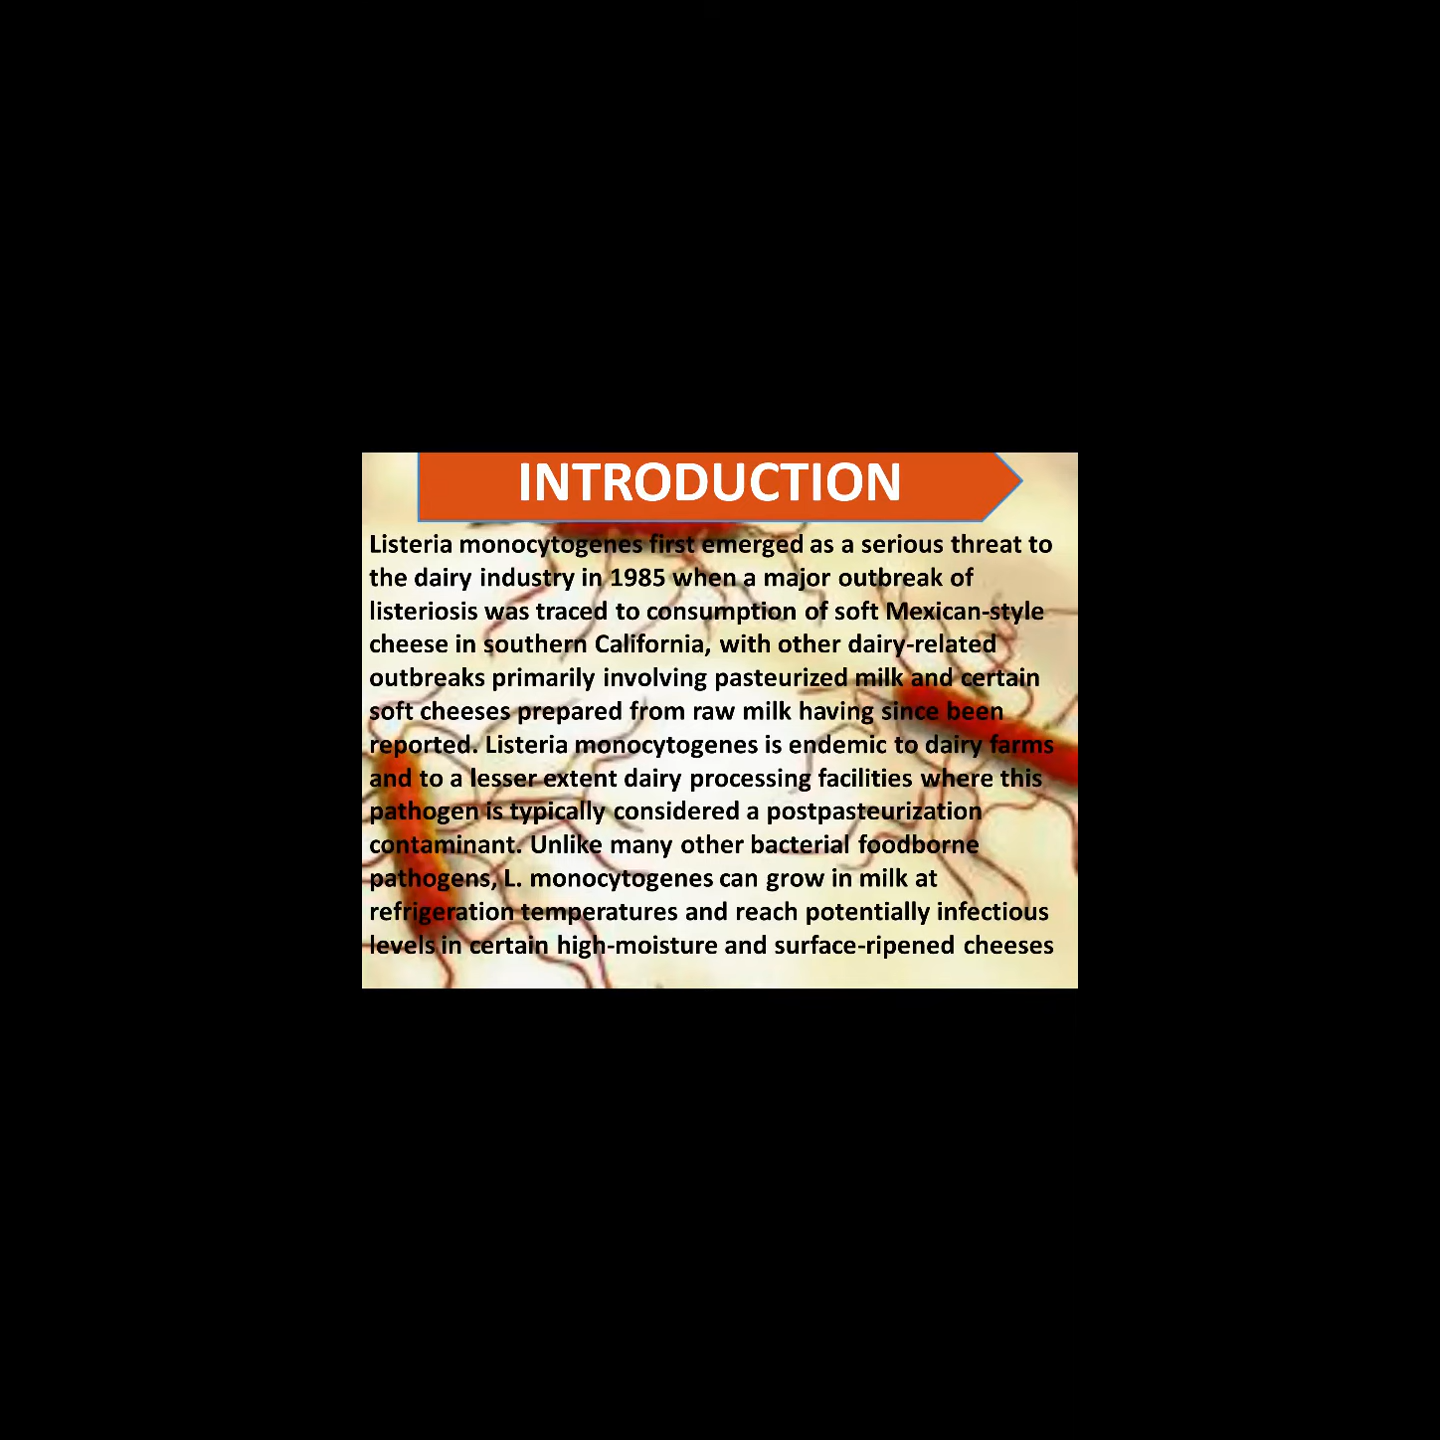 INTRODUCTION
Listeria monocytogenes first emerged as a serious threat to
the dairy industry in 1985 when a major outbreak of
listeriosis was traced to consumption of soft Mexican-style
cheese in southern California, with other dairy-related
outbreaks primarily involving pasteurized milk and certain
soft cheeses prepared from raw milk having since been
reported. Listeria monocytogenes is endemic to dairy farms
and to a lesser extent dairy processing facilities where this
pathogen is typically considered a postpasteurization
contaminant. Unlike many other bacterial foodborne
pathogens, L. monocytogenes can grow in milk at
refrigeration temperatures and reach potentially infectious
levels in certain high-moisture and surface-ripened cheeses